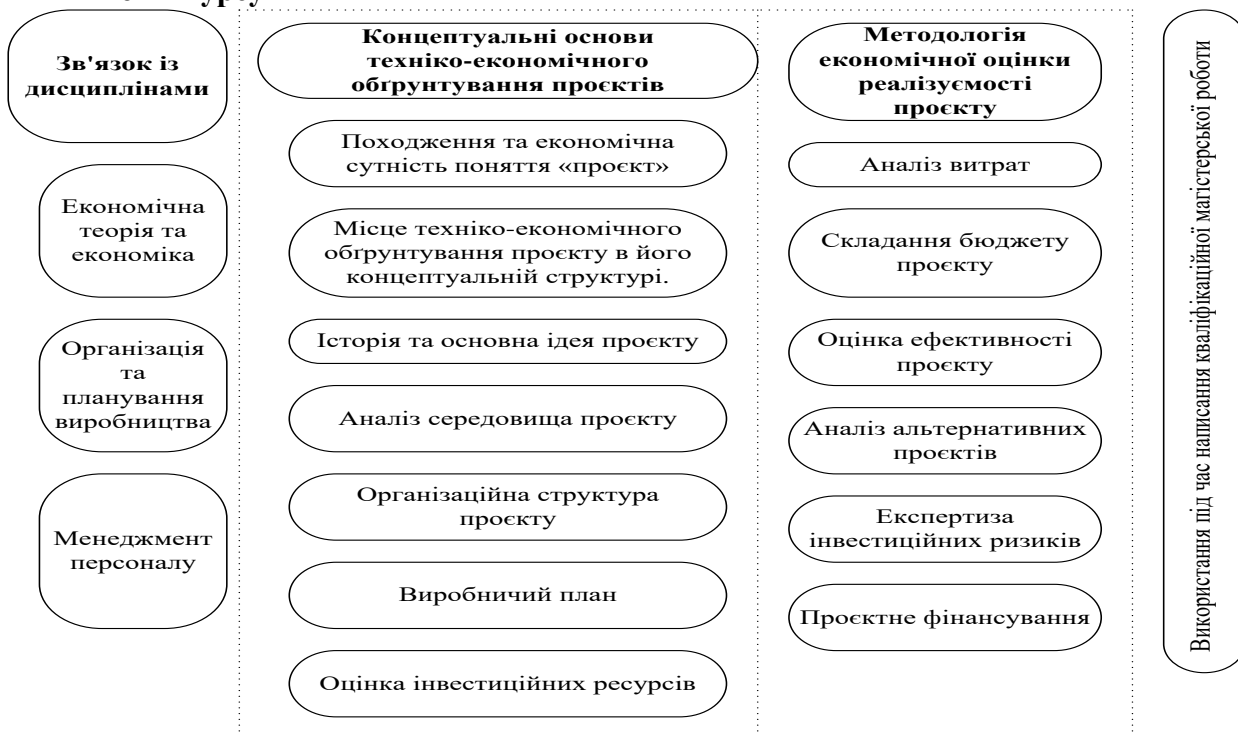 Зв'язок із
дисциплінами
Економічна
теорія та
економіка
Організація
та
планування
виробництва
Менеджмент
персоналу
Концептуальні основи
техніко-економічного
обґрунтування проєктів
Походження та економічна
сутність поняття «проєкт»
Місце техніко-економічного
обґрунтування проєкту в його
концептуальній структурі.
Історія та основна ідея проєкту
Аналіз середовища проєкту
Організаційна структура
проєкту
Виробничий план
Оцінка інвестиційних ресурсів
Методологія
економічної оцінки
реалізуємості
проєкту
Аналіз витрат
Складання бюджету
проєкту
Оцінка ефективності
проєкту
Аналіз альтернативних
проєктів
Експертиза
інвестиційних ризиків
Проєктне фінансування
Використання під час написання кваліфікаційної магістерської роботи